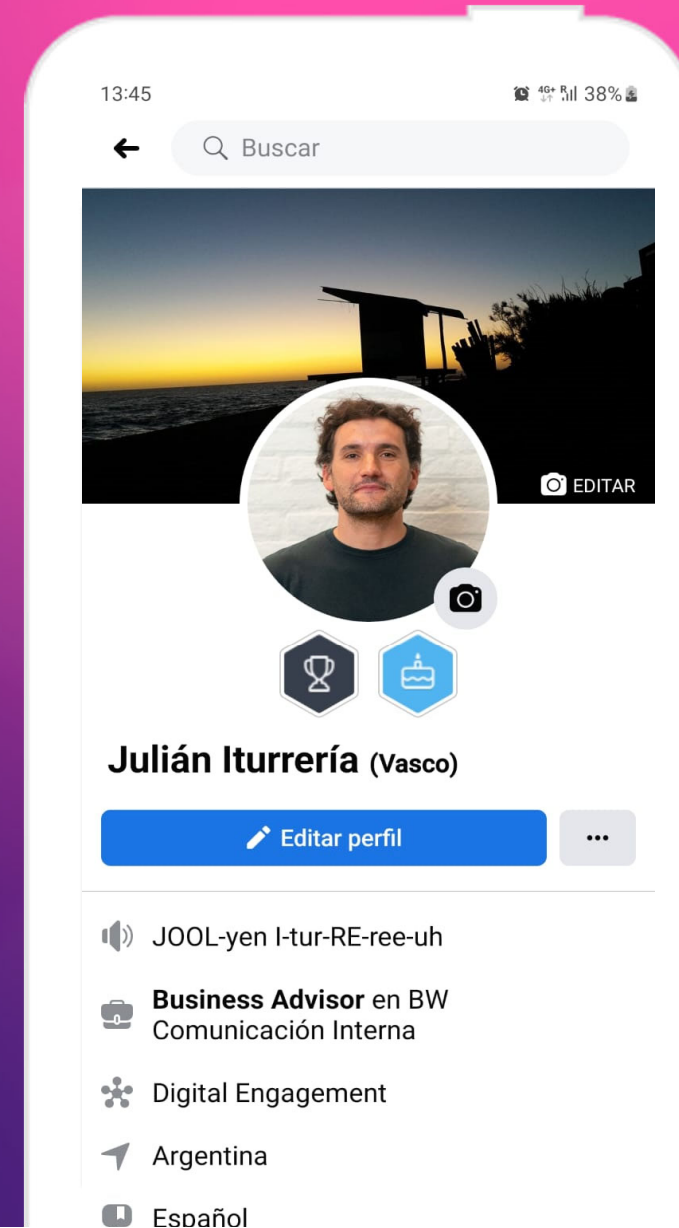 13:45
4G+ R 38%
Buscar
EDITAR
Julián Iturrería (Vasco)
Editar perfil
JOOL-yen I-tur-RE-ree-uh
Business Advisor en BW
Comunicación Interna
Digital Engagement
Argentina
Español